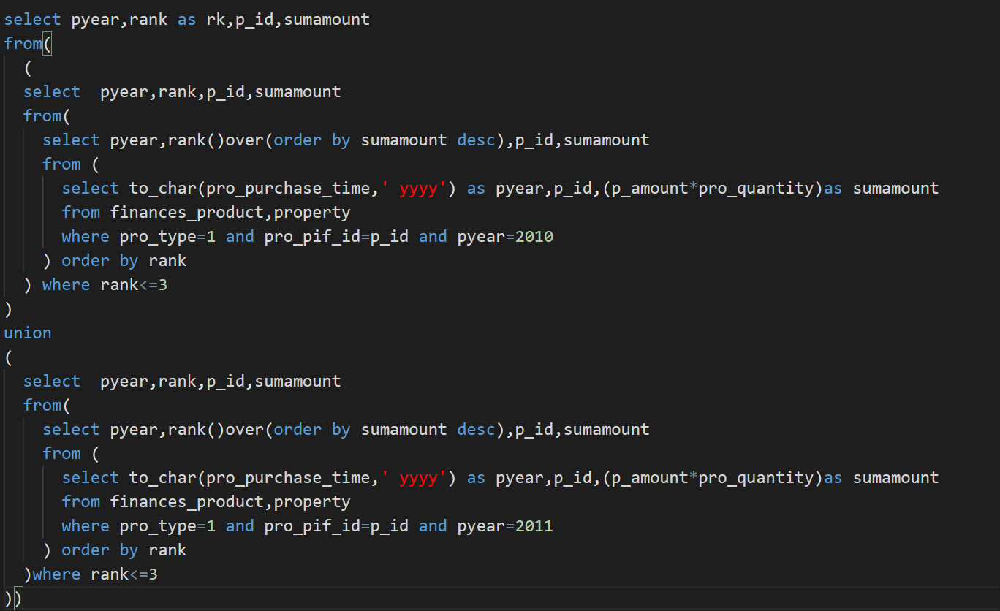 select pyear,rank as rk,p_id,sumamount
from(
(
select  pyear,rank,p_id,sumamount
from(
select pyear,rank()over(order by sumamount desc),p_id,sumamount
from (
select to_char(pro_purchase_time,' yyyy') as pyear,p_id,(p_amount*pro_quantity)as sumamount
from finances_product,property
where pro_type=1 and pro_pif_id=p_id and pyear=2010
) order by rank
) where rank<=3
)
union
(
select  pyear,rank,p_id,sumamount
from(
select pyear,rank()over(order by sumamount desc),p_id,sumamount
from (
select to_char(pro_purchase_time,' yyyy') as pyear,p_id,(p_amount*pro_quantity)as sumamount
from finances_product,property
where pro_type=1 and pro_pif_id=p_id and pyear=2011
) order by rank
)where rank<=3
))